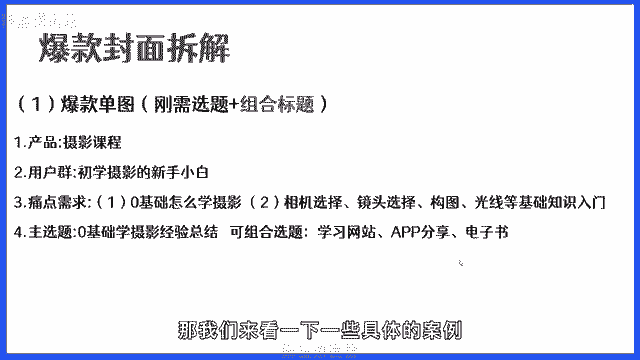 爆款封面拆解
（1）爆款单图（刚需选题+组合标题）
1.产品:摄影课程
2.用户群:初学摄影的新手小白
3.痛点需求:（1）0基础怎么学摄影（2）相机选择、镜头选择、构图、光线等基础知识入门
4.主选题:0基础学摄影经验总结 可组合选题：学习网站、APP分享、电子书
那我们来看一下一些具体的案例